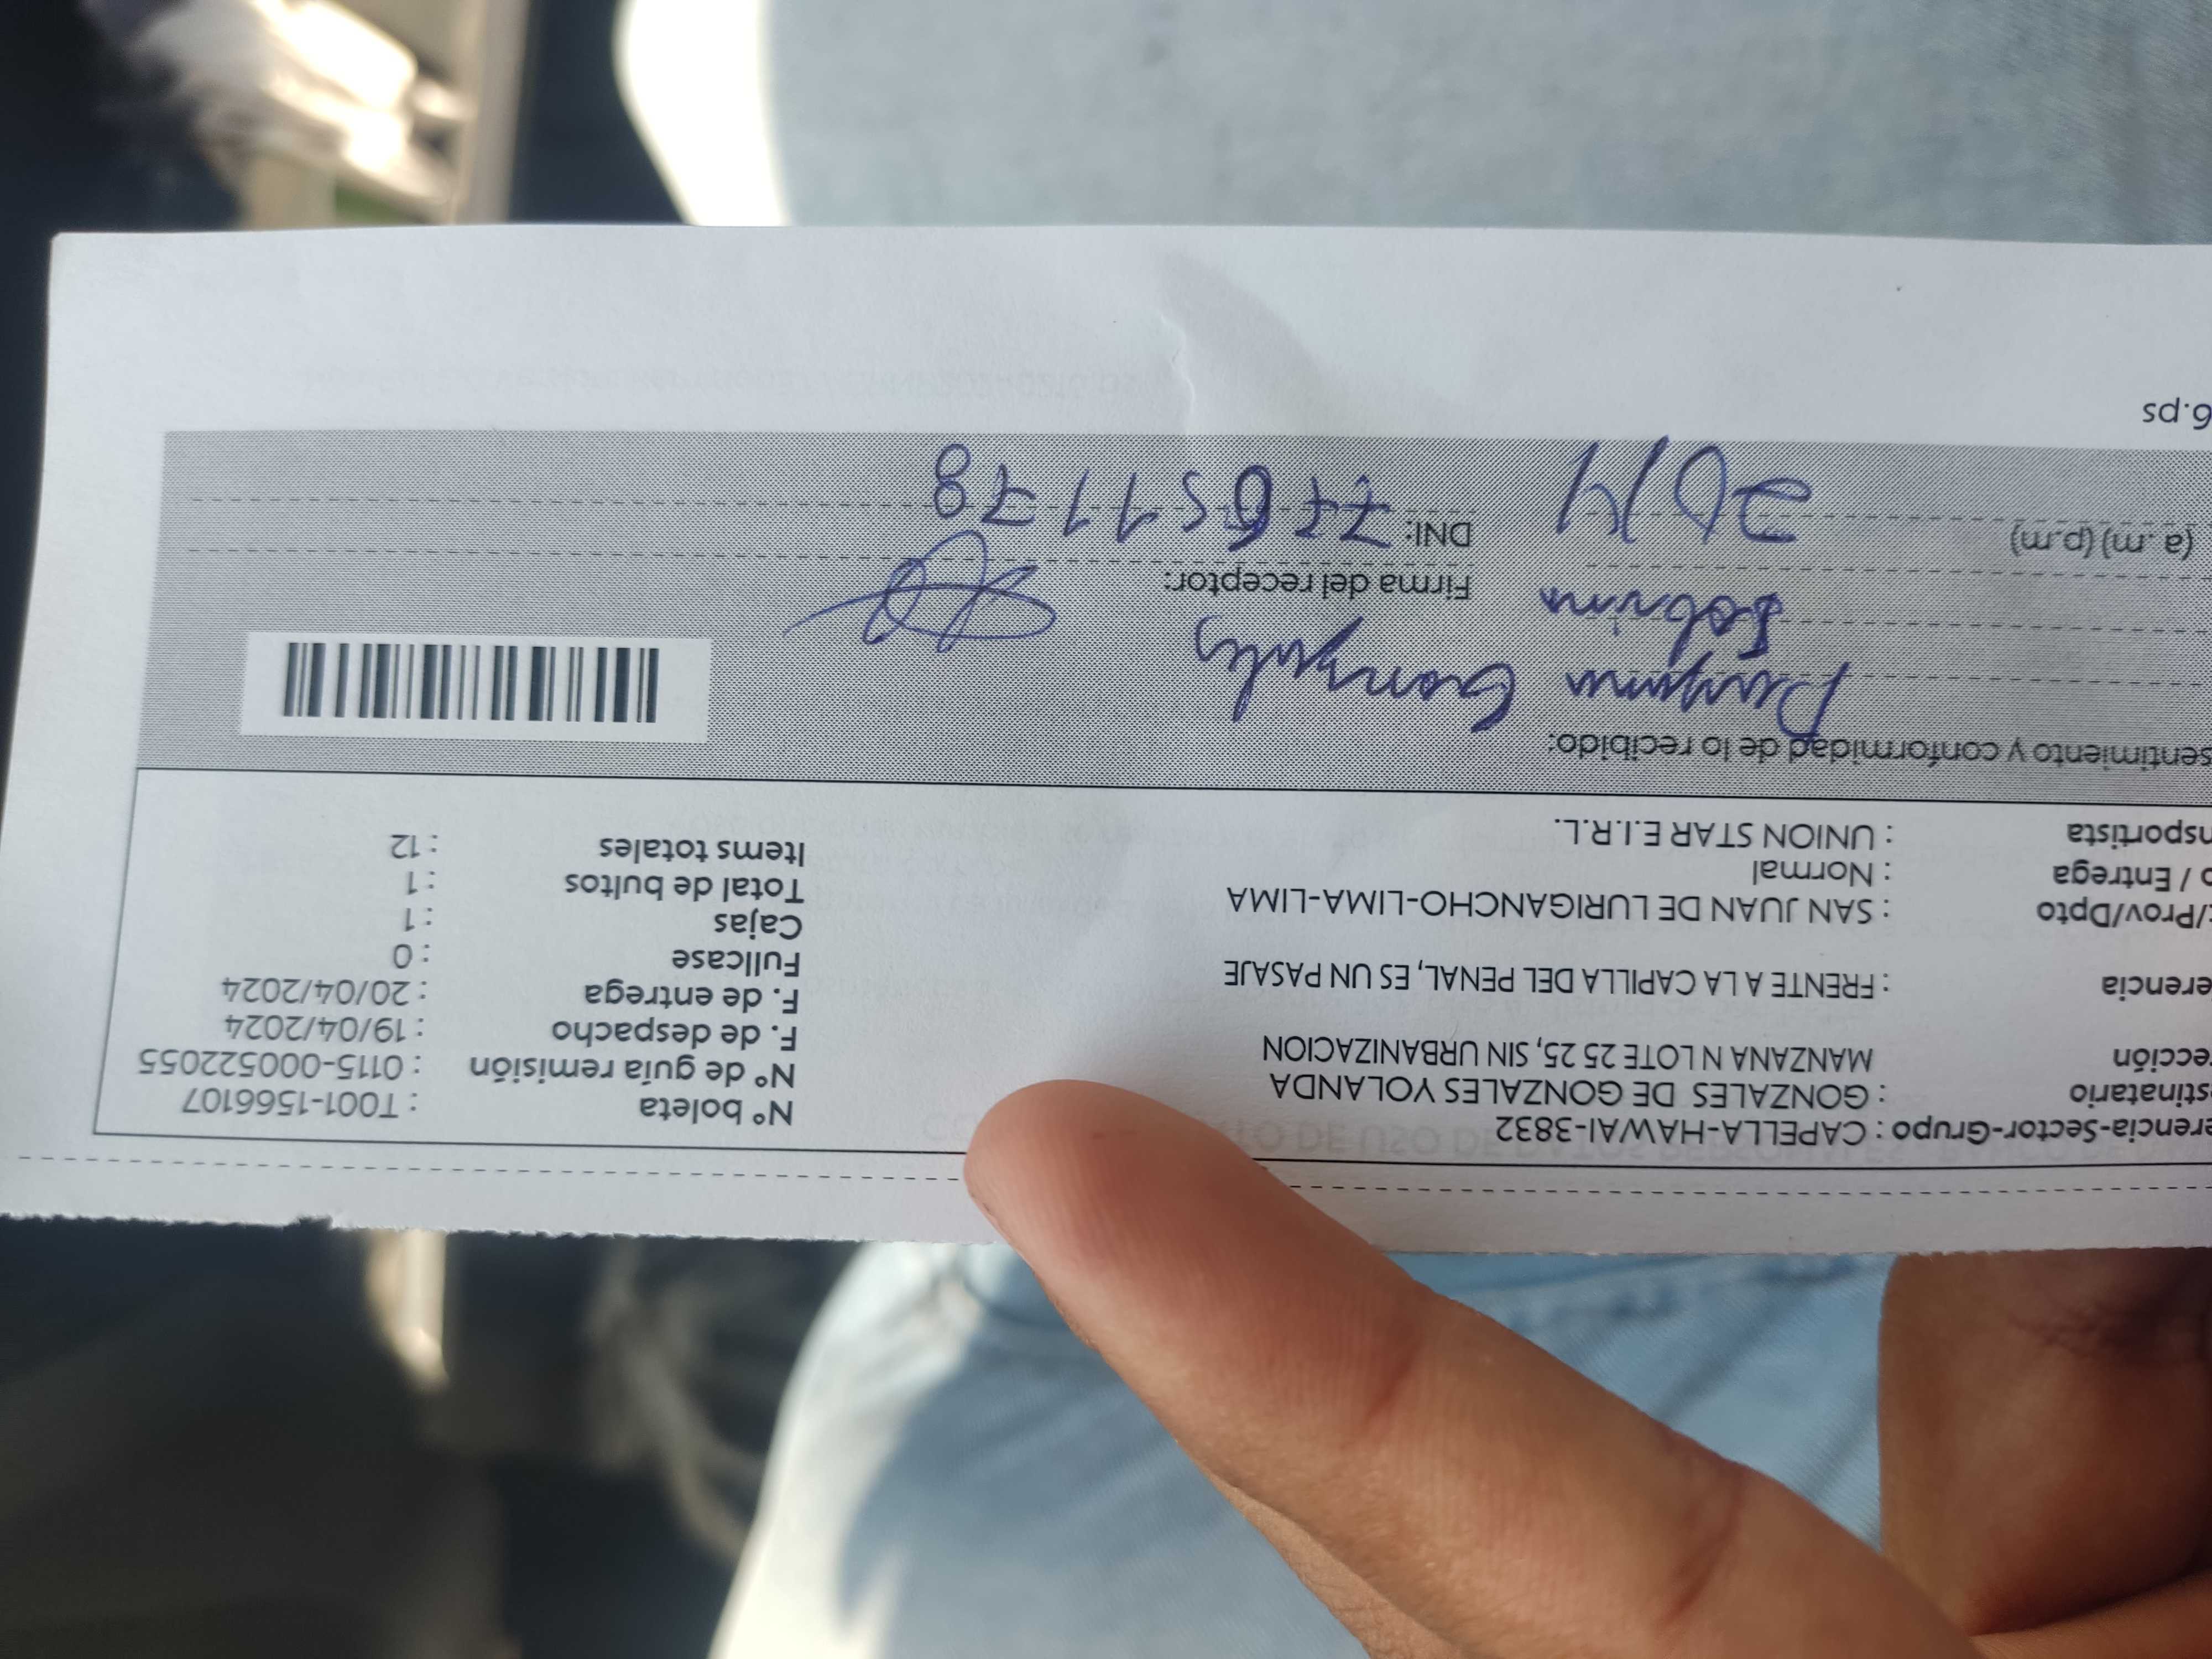 erencia-Sector-Grupo : CAPELLA-HAWAI-3832
stinatario : GONZALES DE GONZALES YOLANDA
ección MANZANA N LOTE 25 25, SIN URBANIZACION
erencia : FRENTE A LA CAPILLA DEL PENAL, ES UN PASAJE
/Prov/Dpto : SAN JUAN DE LURIGANCHO-LIMA-LIMA
o / Entrega : Normal
nsportista : UNION STAR E.I.R.L.
Nº boleta : T001-1566107
Nº de guía remisión : 0115-000522055
F. de despacho : 19/04/2024
F. de entrega : 20/04/2024
Fullcase : 0
Cajas : 1
Total de bultos : 1
Items totales : 12
sentimiento y conformidad de lo recibido:
Gonzales
Sobrina
Firma del receptor:
(a.m) (p.m) 20/4
DNI: 77651178
6.ps